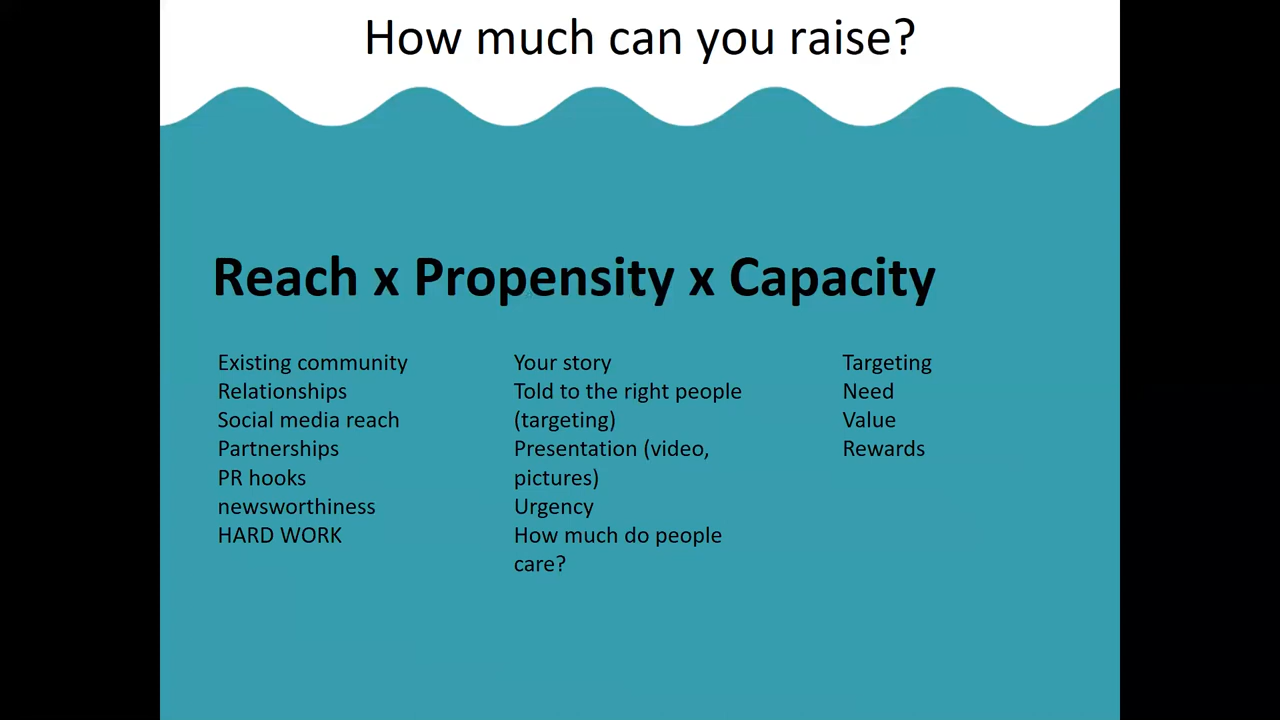 How much can you raise?
Reach x Propensity x Capacity
Existing community
Relationships
Social media reach
Partnerships
PR hooks
newsworthiness
HARD WORK
Your story
Told to the right people
(targeting)
Presentation (video,
pictures)
Urgency
How much do people
care?
Targeting
Need
Value
Rewards